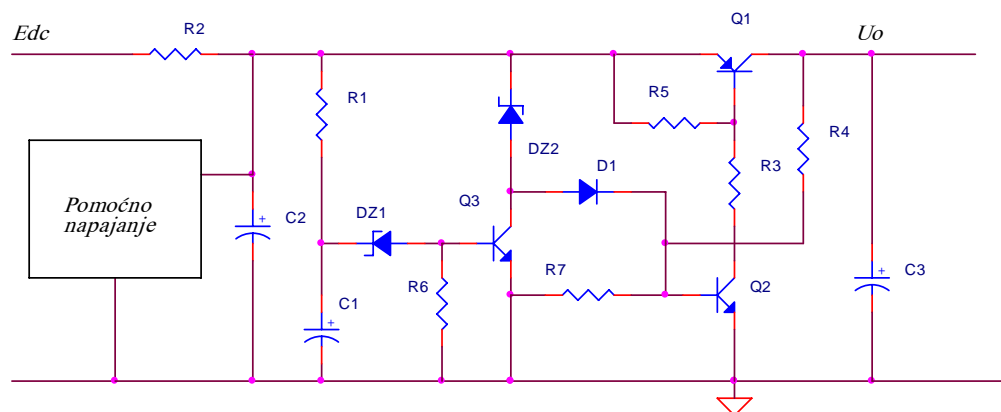 Edc
R2
Q1
Uo
R1
R5
R4
DZ2
R3
D1
Pomoćno
napajanje
C2
DZ1
Q3
R6
R7
Q2
C3
C1
+
+
+